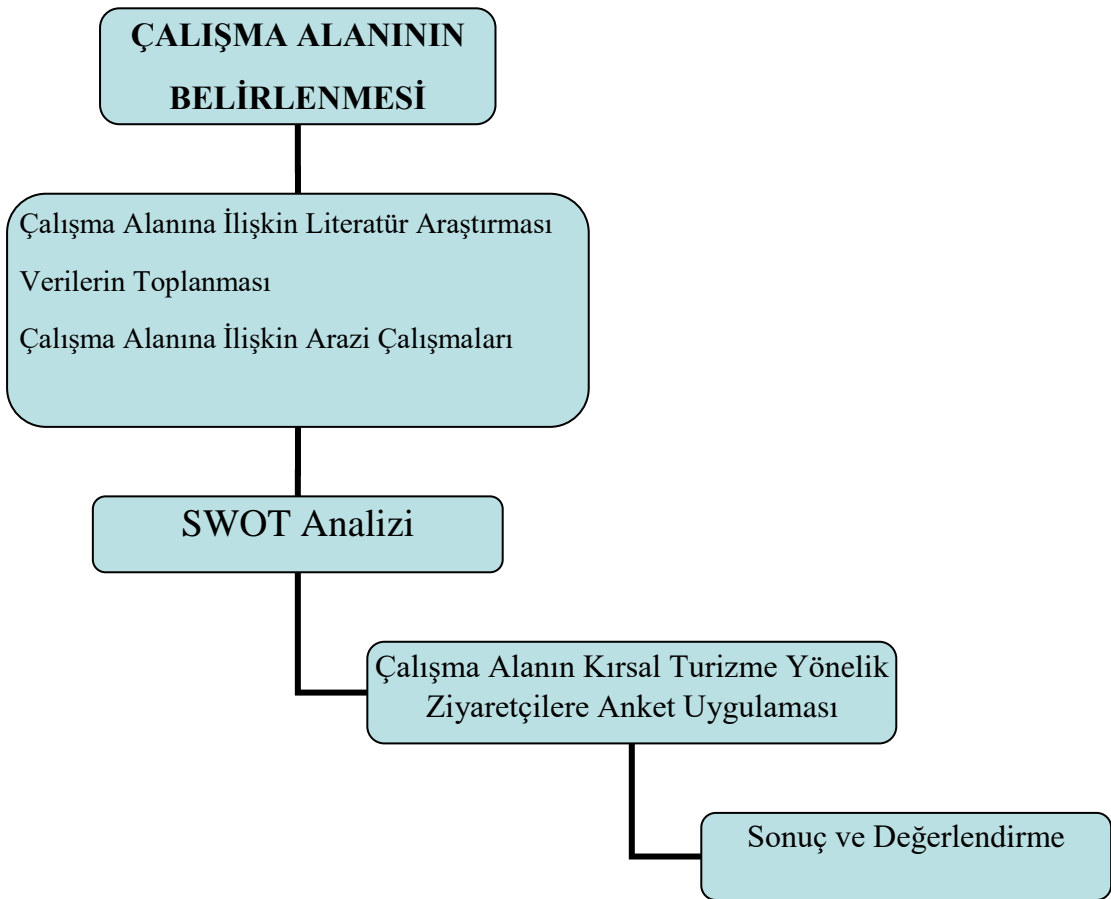 ÇALIŞMA ALANININ
BELİRLENMESİ
Çalışma Alanına İlişkin Literatür Araştırması
Verilerin Toplanması
Çalışma Alanına İlişkin Arazi Çalışmaları
SWOT Analizi
Çalışma Alanın Kırsal Turizme Yönelik
Ziyaretçilere Anket Uygulaması
Sonuç ve Değerlendirme